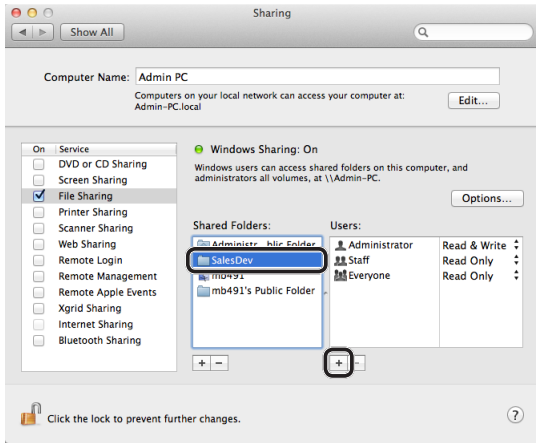 Sharing
Show All
Computer Name: Admin PC
Computers on your local network can access your computer at:
Admin-PC.local
Edit...
On Service
DVD or CD Sharing
Screen Sharing
File Sharing
Printer Sharing
Scanner Sharing
Web Sharing
Remote Login
Remote Management
Remote Apple Events
Xgrid Sharing
Internet Sharing
Bluetooth Sharing
Windows Sharing: On
Windows users can access shared folders on this computer, and
administrators all volumes, at \\Admin-PC.
Options...
Shared Folders:
Administr...blic Folder
SalesDev
mb491
mb491's Public Folder
+ −
Users:
Administrator Read & Write
Staff Read Only
Everyone Read Only
+ −
Click the lock to prevent further changes.
?